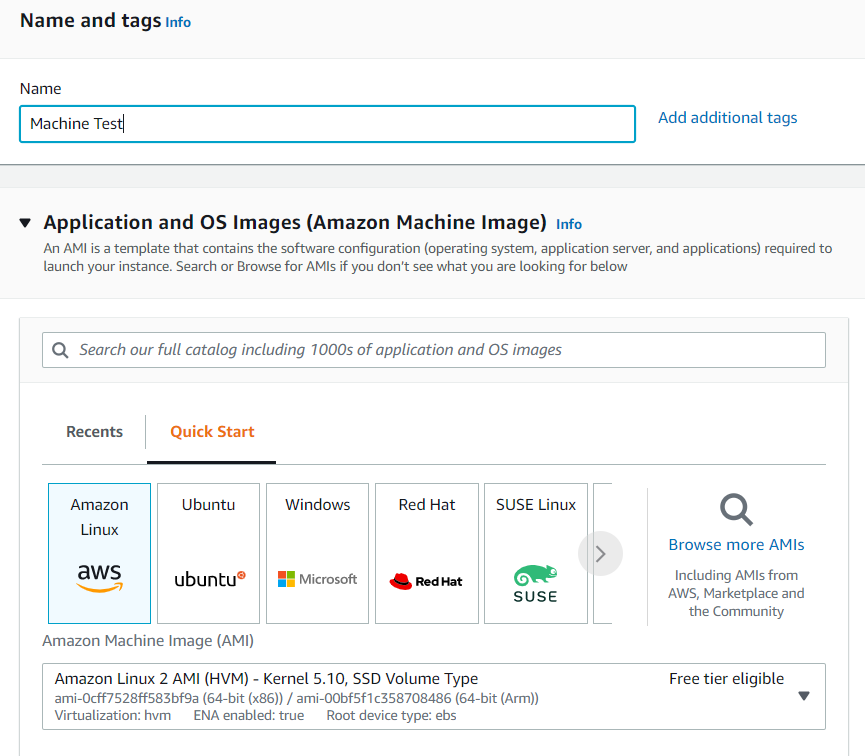 Name and tags Info
Name
Machine Test
Add additional tags
Application and OS Images (Amazon Machine Image) Info
An AMI is a template that contains the software configuration (operating system, application server, and applications) required to
launch your instance. Search or Browse for AMIs if you don't see what you are looking for below
Search our full catalog including 1000s of application and OS images
Recents
Quick Start
Amazon
Linux
aws
Ubuntu
ubuntu
Windows
Microsoft
Red Hat
Red Hat
SUSE Linux
SUSE
Browse more AMIs
Including AMIs from
AWS, Marketplace and
the Community
Amazon Machine Image (AMI)
Amazon Linux 2 AMI (HVM) - Kernel 5.10, SSD Volume Type
Free tier eligible
ami-0cff7528ff583bf9a (64-bit (x86)) / ami-00bf5f1c358708486 (64-bit (Arm))
Virtualization: hvm ENA enabled: true Root device type: ebs